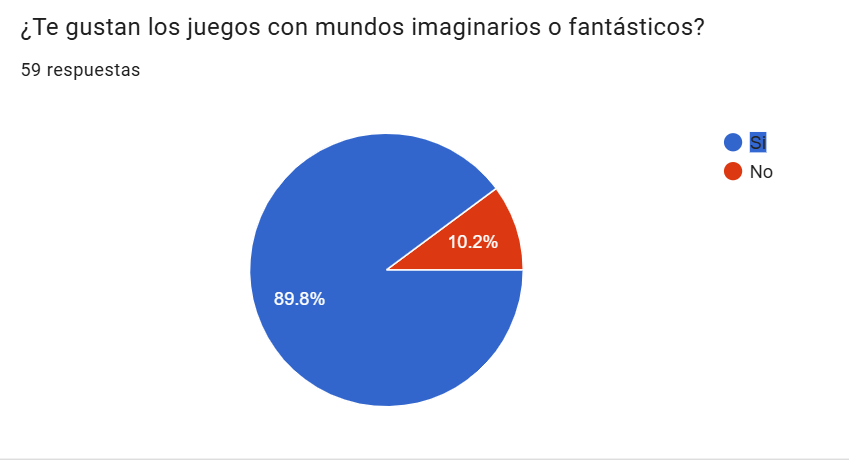 ¿Te gustan los juegos con mundos imaginarios o fantásticos?
59 respuestas
Si
No
10.2%
89.8%